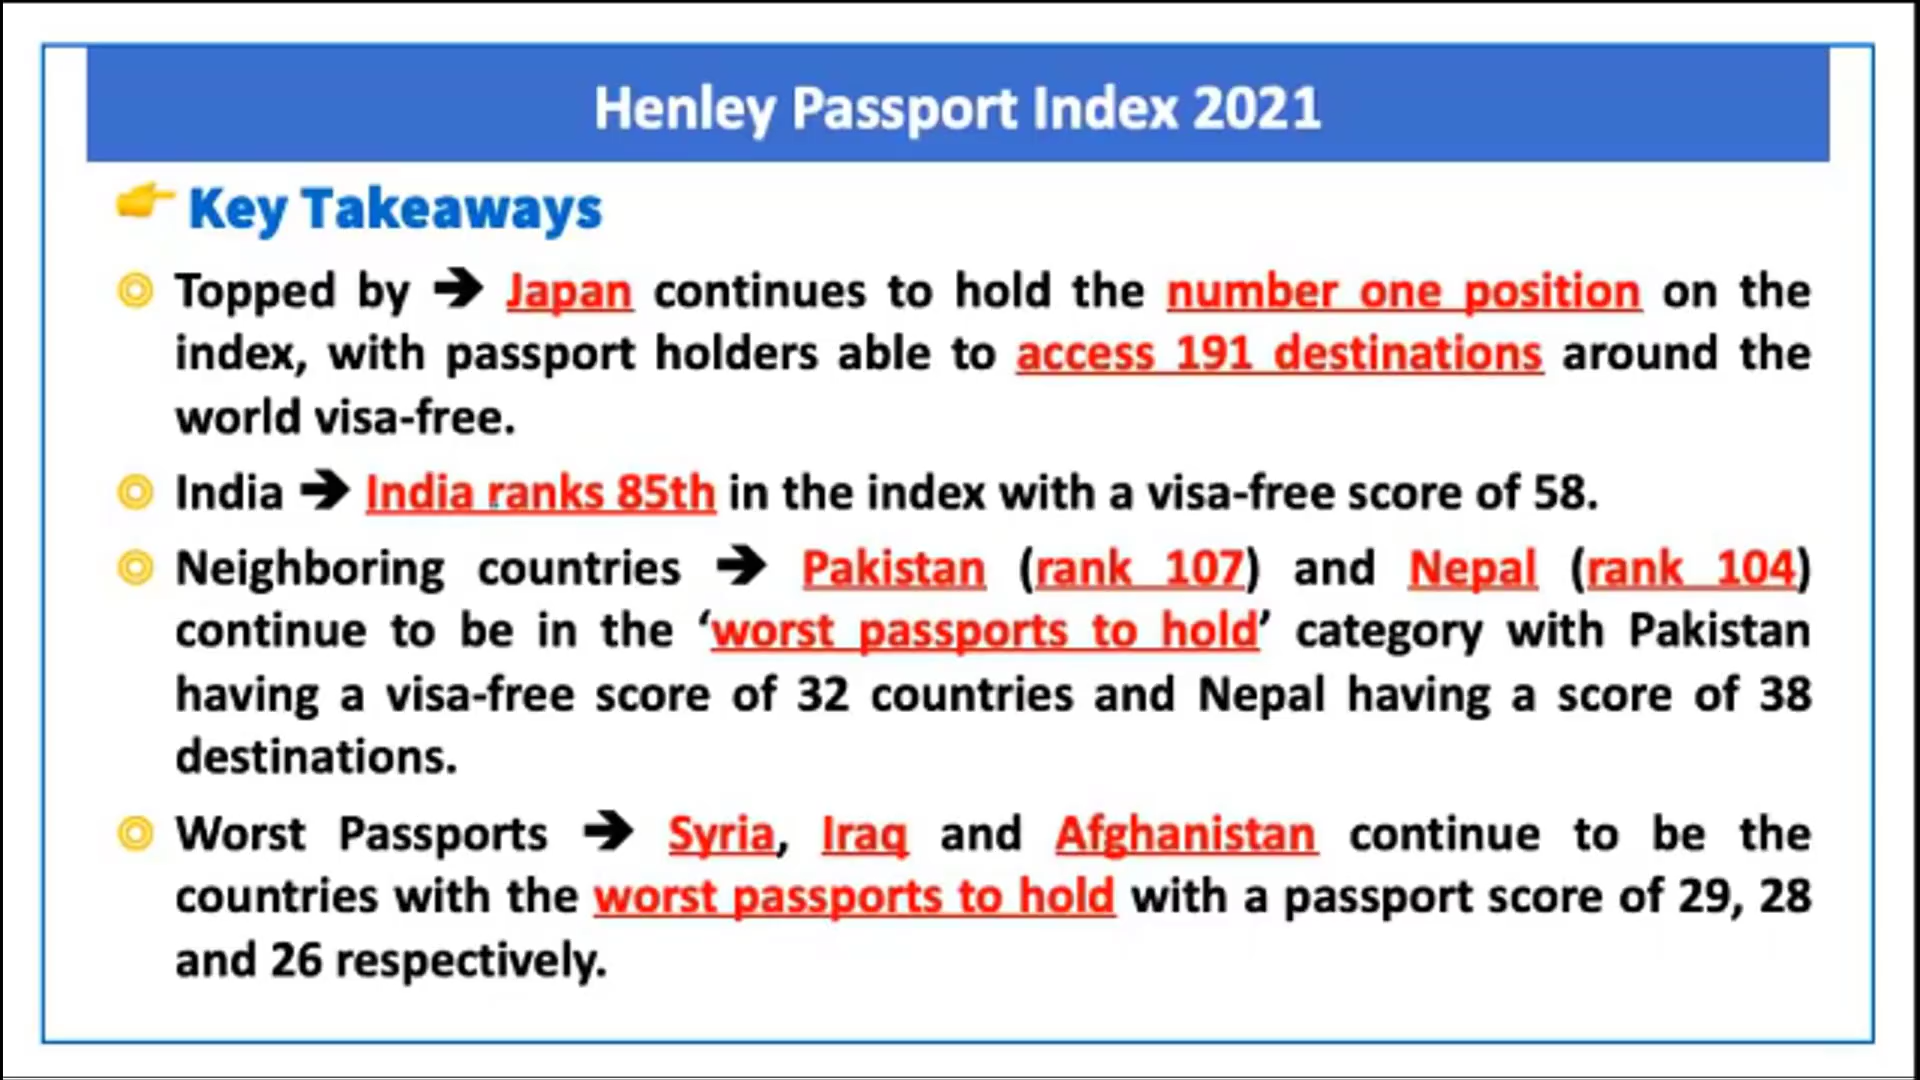 Henley Passport Index 2021
Key Takeaways
Topped by ➔ Japan continues to hold the number one position on the
index, with passport holders able to access 191 destinations around the
world visa-free.
India ➔ India ranks 85th in the index with a visa-free score of 58.
Neighboring countries ➔ Pakistan (rank 107) and Nepal (rank 104)
continue to be in the ‘worst passports to hold’ category with Pakistan
having a visa-free score of 32 countries and Nepal having a score of 38
destinations.
Worst Passports ➔ Syria, Iraq and Afghanistan continue to be the
countries with the worst passports to hold with a passport score of 29, 28
and 26 respectively.